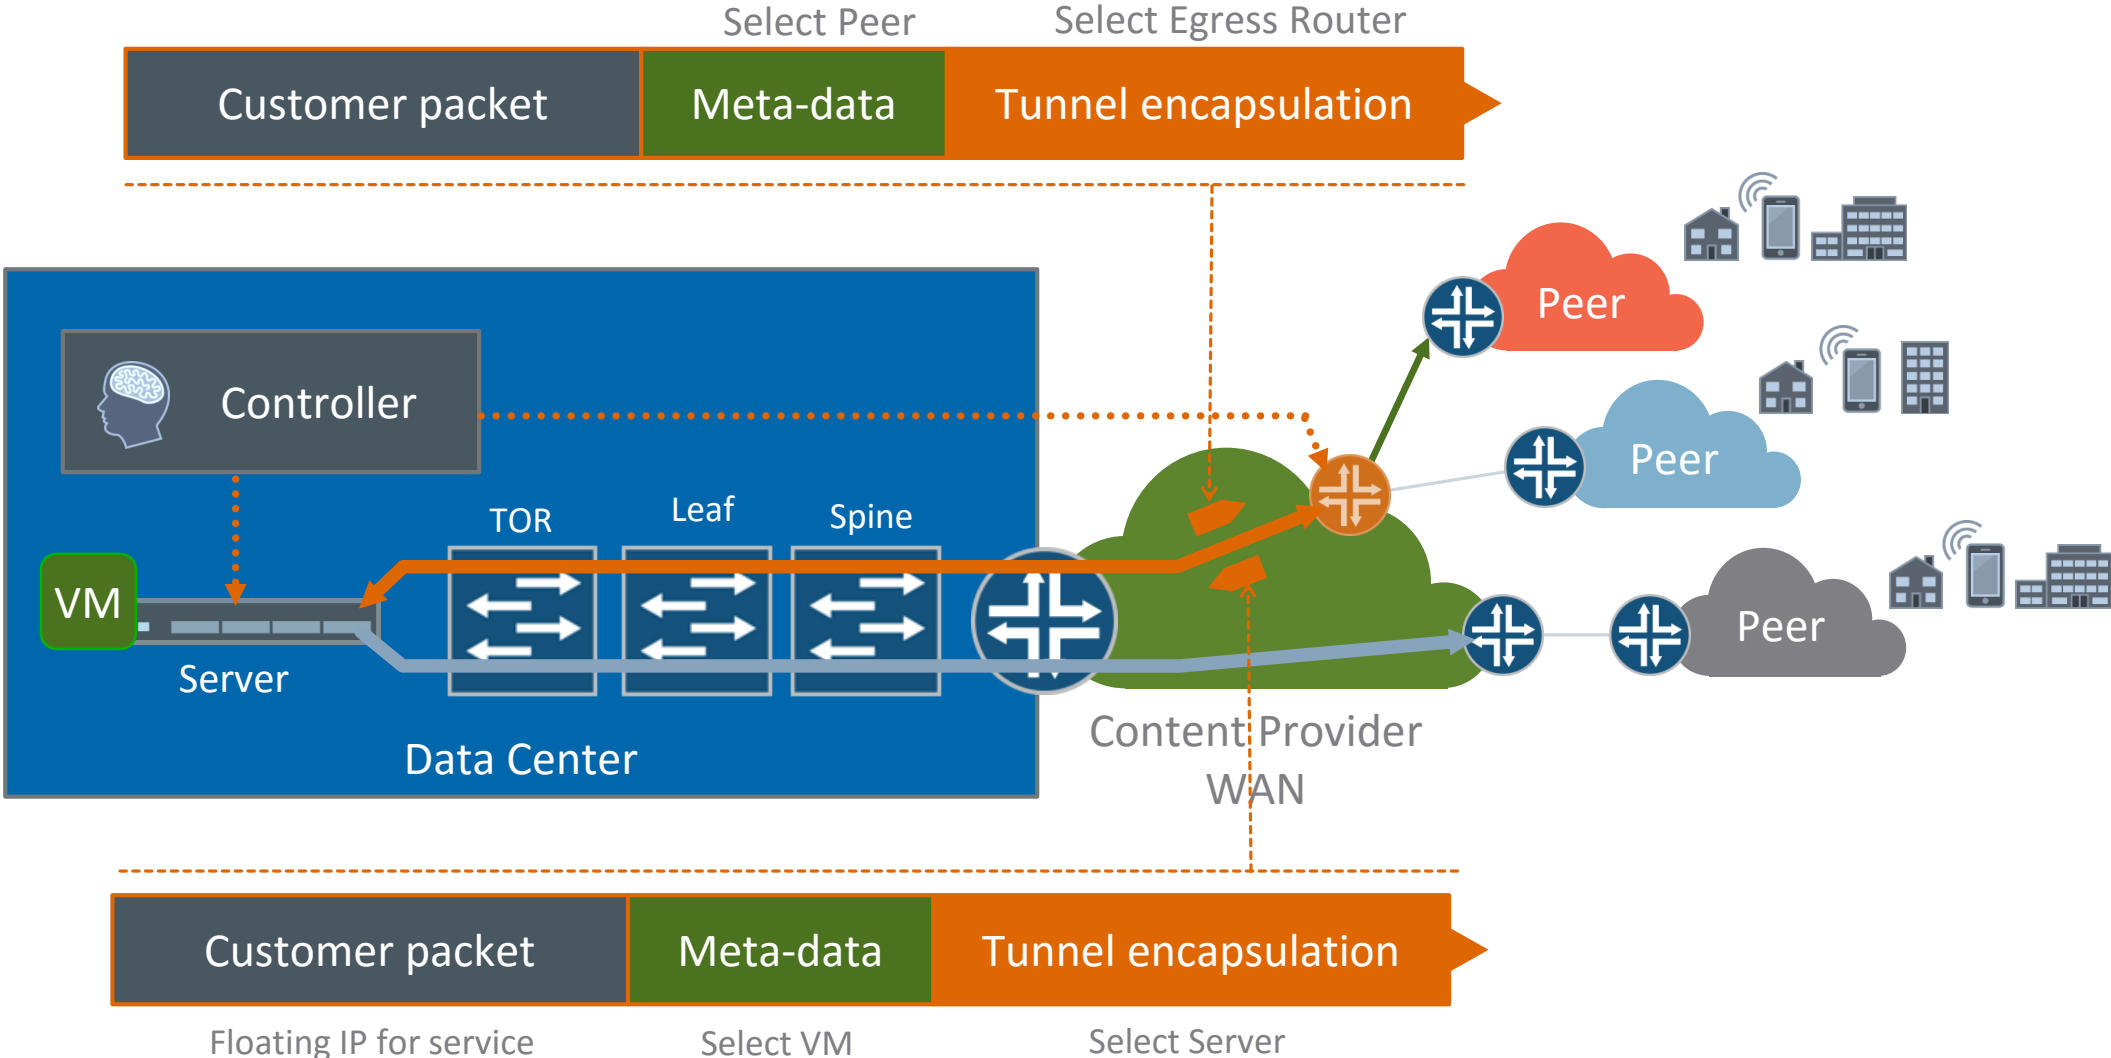 Select Peer
Select Egress Router
Customer packet
Meta-data
Tunnel encapsulation
Peer
Controller
Peer
TOR
Leaf
Spine
VM
Server
Peer
Data Center
Content Provider
WAN
Customer packet
Meta-data
Tunnel encapsulation
Floating IP for service
Select VM
Select Server